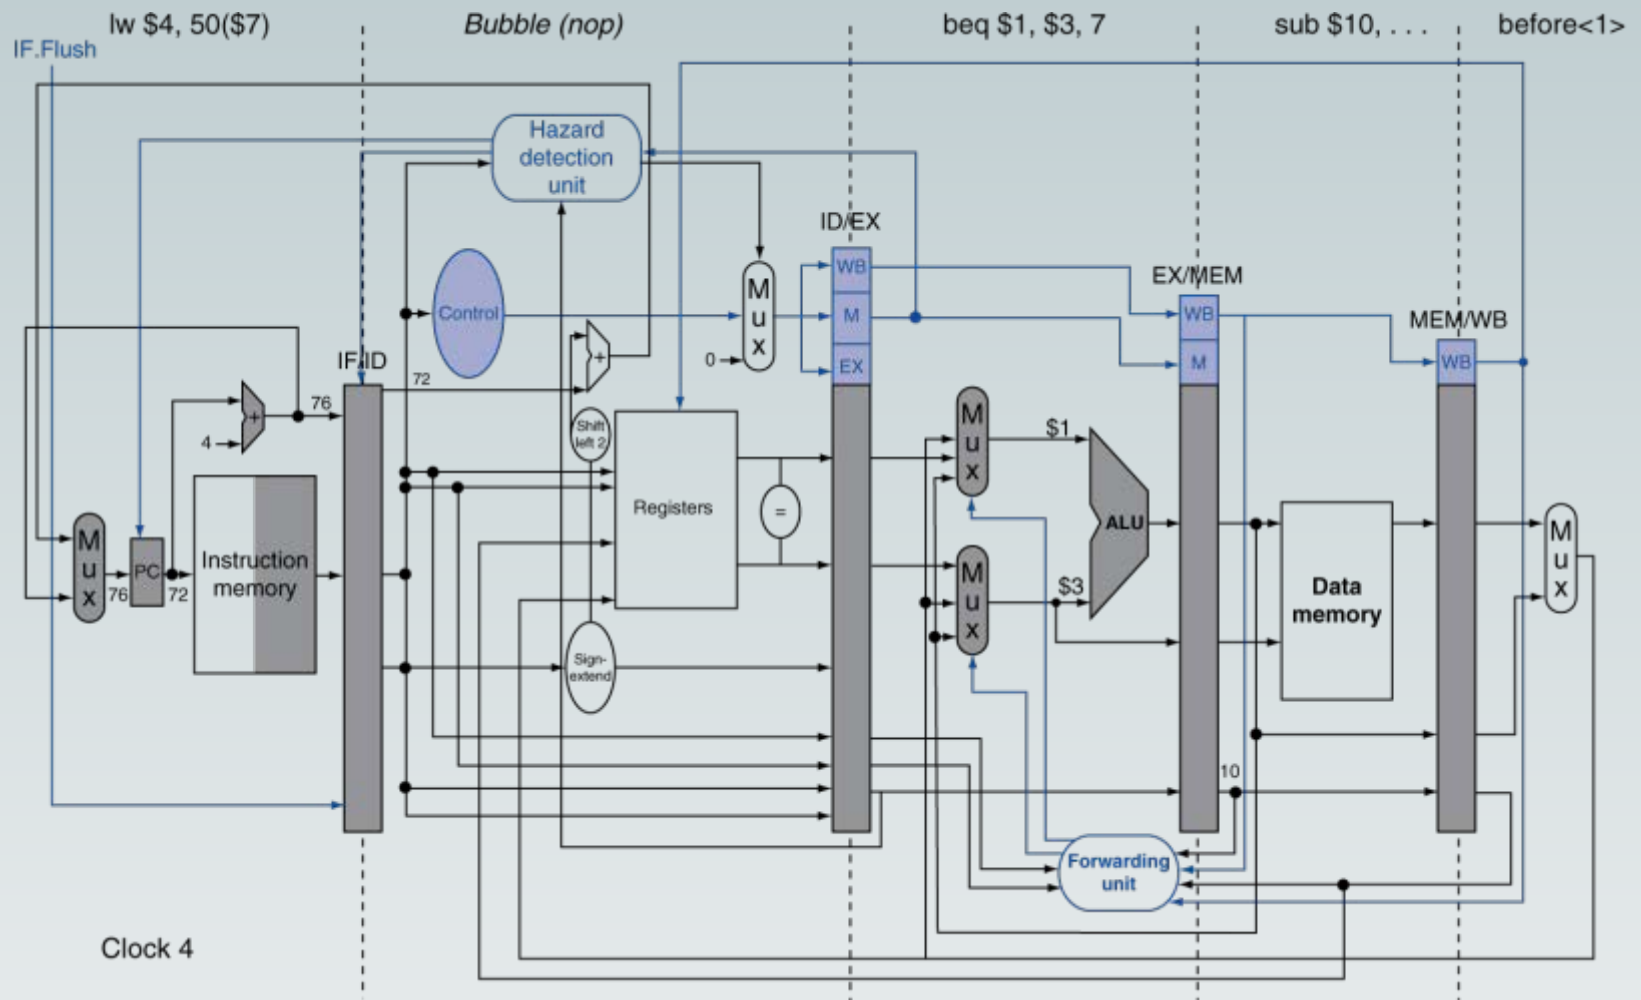 lw $4, 50($7)
Bubble (nop)
beq $1, $3, 7
sub $10, . . .
before<1>
IF.Flush
Hazard
detection
unit
ID/EX
WB
M
EX
EX/MEM
WB
M
MEM/WB
WB
Control
M
u
x
0
IF/ID
72
+
76
+
4
Shift
left 2
Registers
=
M
u
x
$1
M
u
x
$3
ALU
M
u
x
76
PC
72
Instruction
memory
Data
memory
M
u
x
Sign-
extend
10
Forwarding
unit
Clock 4